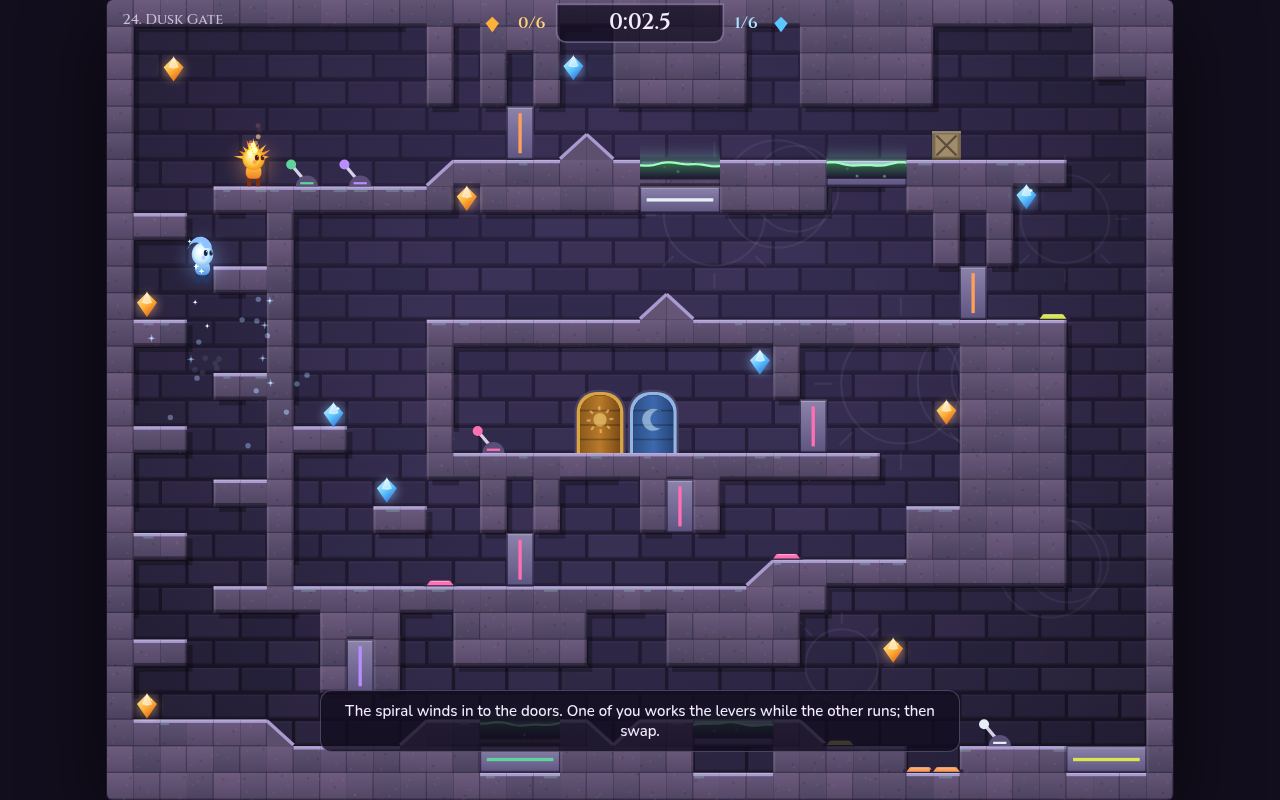 24. Dusk Gate
0/6
0:02.5
1/6
The spiral winds in to the doors. One of you works the levers while the other runs; then
swap.